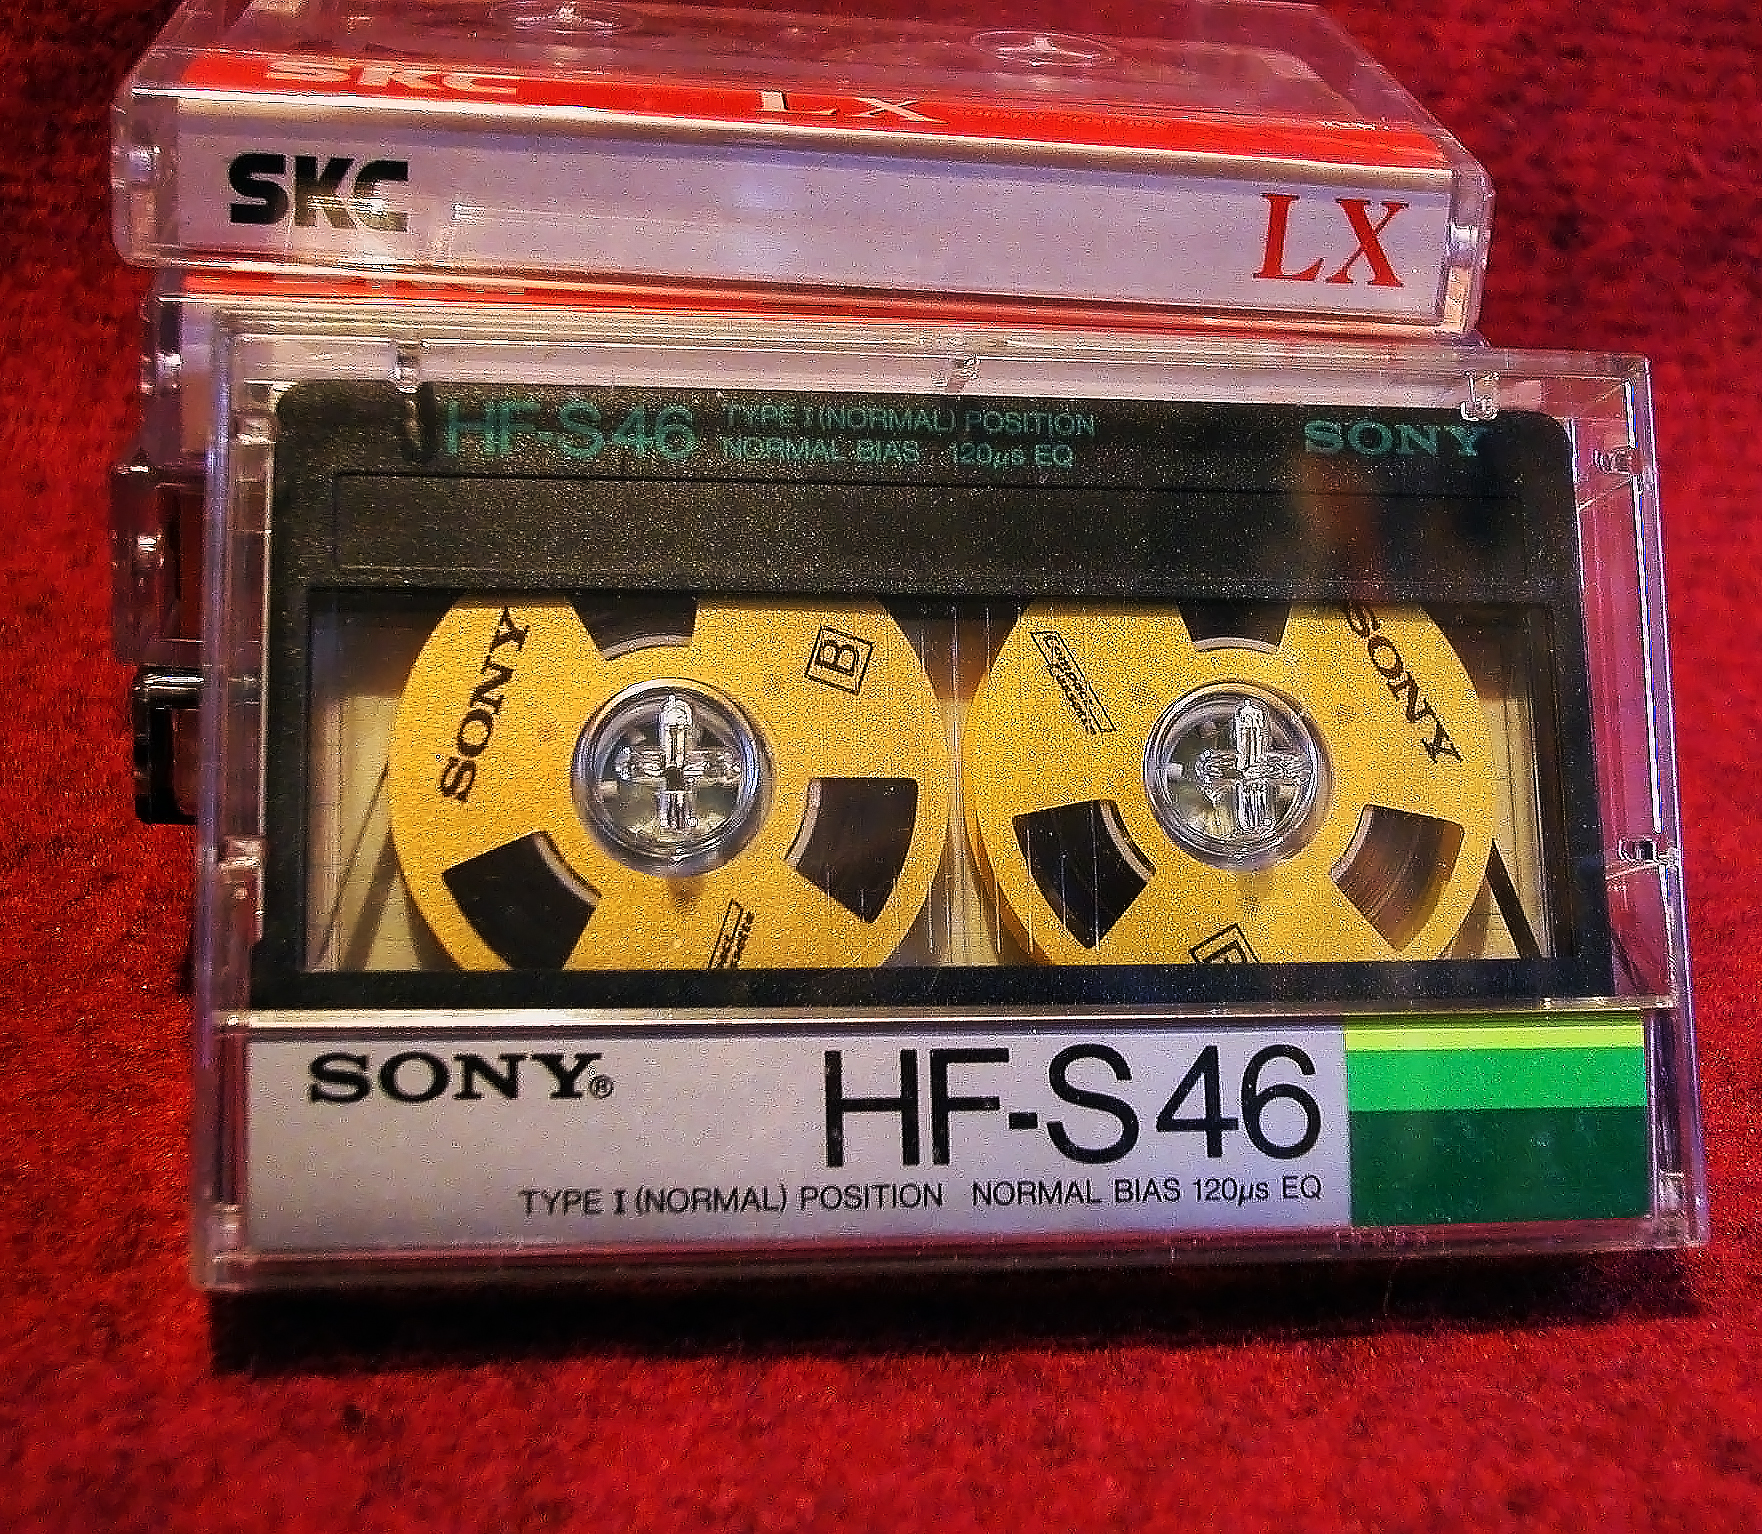 SKC LX
SKC LX
HF-S46 TYPE I (NORMAL) POSITION SONY
NORMAL BIAS 120µs EQ
SONY B SONY
B
SONY® HF-S46
TYPE I (NORMAL) POSITION NORMAL BIAS 120µs EQ